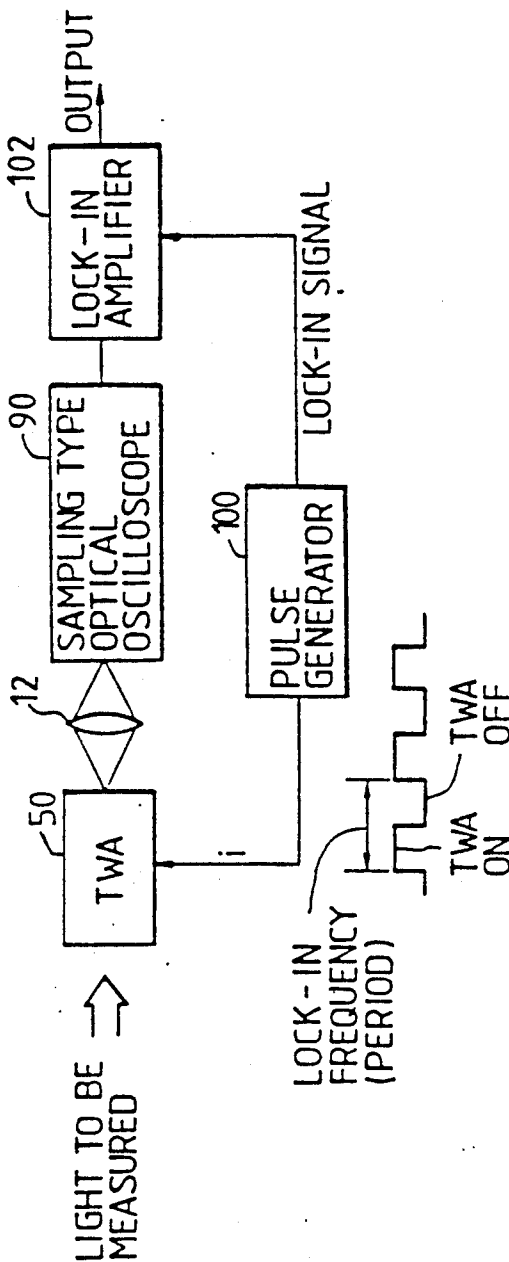 LIGHT TO BE
MEASURED
50
TWA
12
90
SAMPLING TYPE
OPTICAL
OSCILLOSCOPE
102
LOCK-IN
AMPLIFIER
OUTPUT
i
100
PULSE
GENERATOR
LOCK-IN SIGNAL
LOCK-IN
FREQUENCY
(PERIOD)
TWA
ON
TWA
OFF